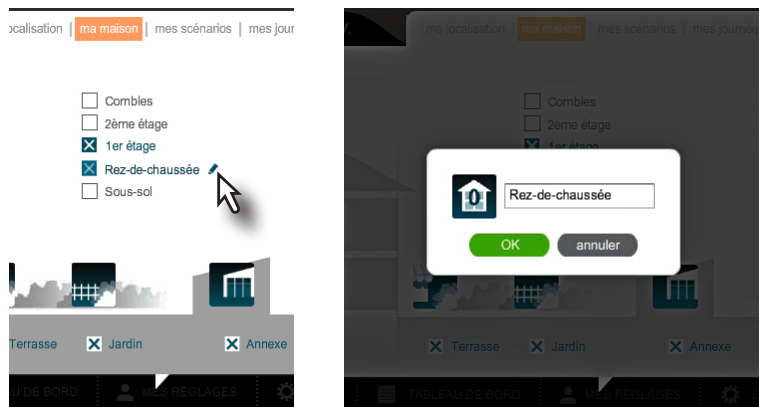 ocalisation | ma maison | mes scénarios | mes jour
Combles
2ème étage
1er étage
Rez-de-chaussée
Sous-sol
Terrasse
Jardin
Annexe
AU DE BORD
MES RÉGLAGES
ma localisation | ma maison | mes scénarios | mes journée
Combles
2ème étage
1er étage
0
Rez-de-chaussée
OK
annuler
Terrasse
Jardin
Annexe
TABLEAU DE BORD
MES RÉGLAGES